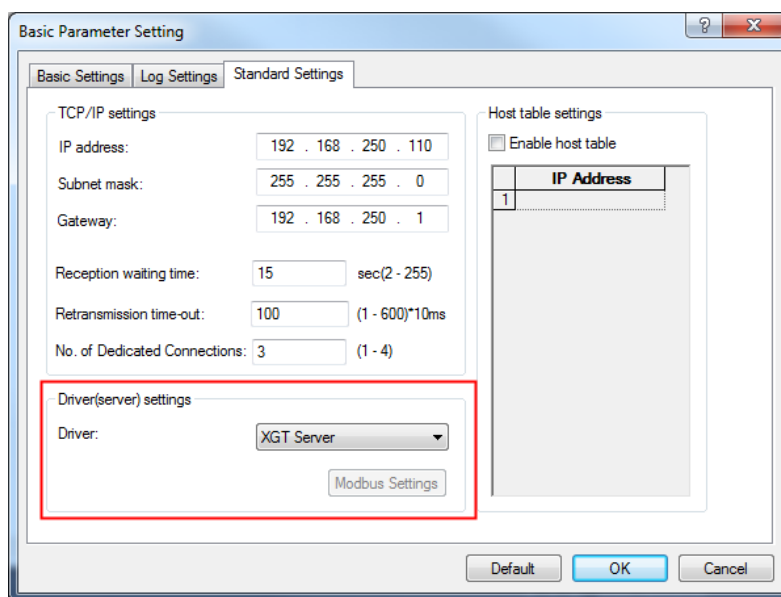 Basic Parameter Setting
Basic Settings Log Settings Standard Settings
TCP/IP settings
IP address: 192 . 168 . 250 . 110
Subnet mask: 255 . 255 . 255 . 0
Gateway: 192 . 168 . 250 . 1
Reception waiting time: 15 sec(2 - 255)
Retransmission time-out: 100 (1 - 600)*10ms
No. of Dedicated Connections: 3 (1 - 4)
Driver(server) settings
Driver: XGT Server
Modbus Settings
Host table settings
Enable host table
IP Address
1
Default OK Cancel